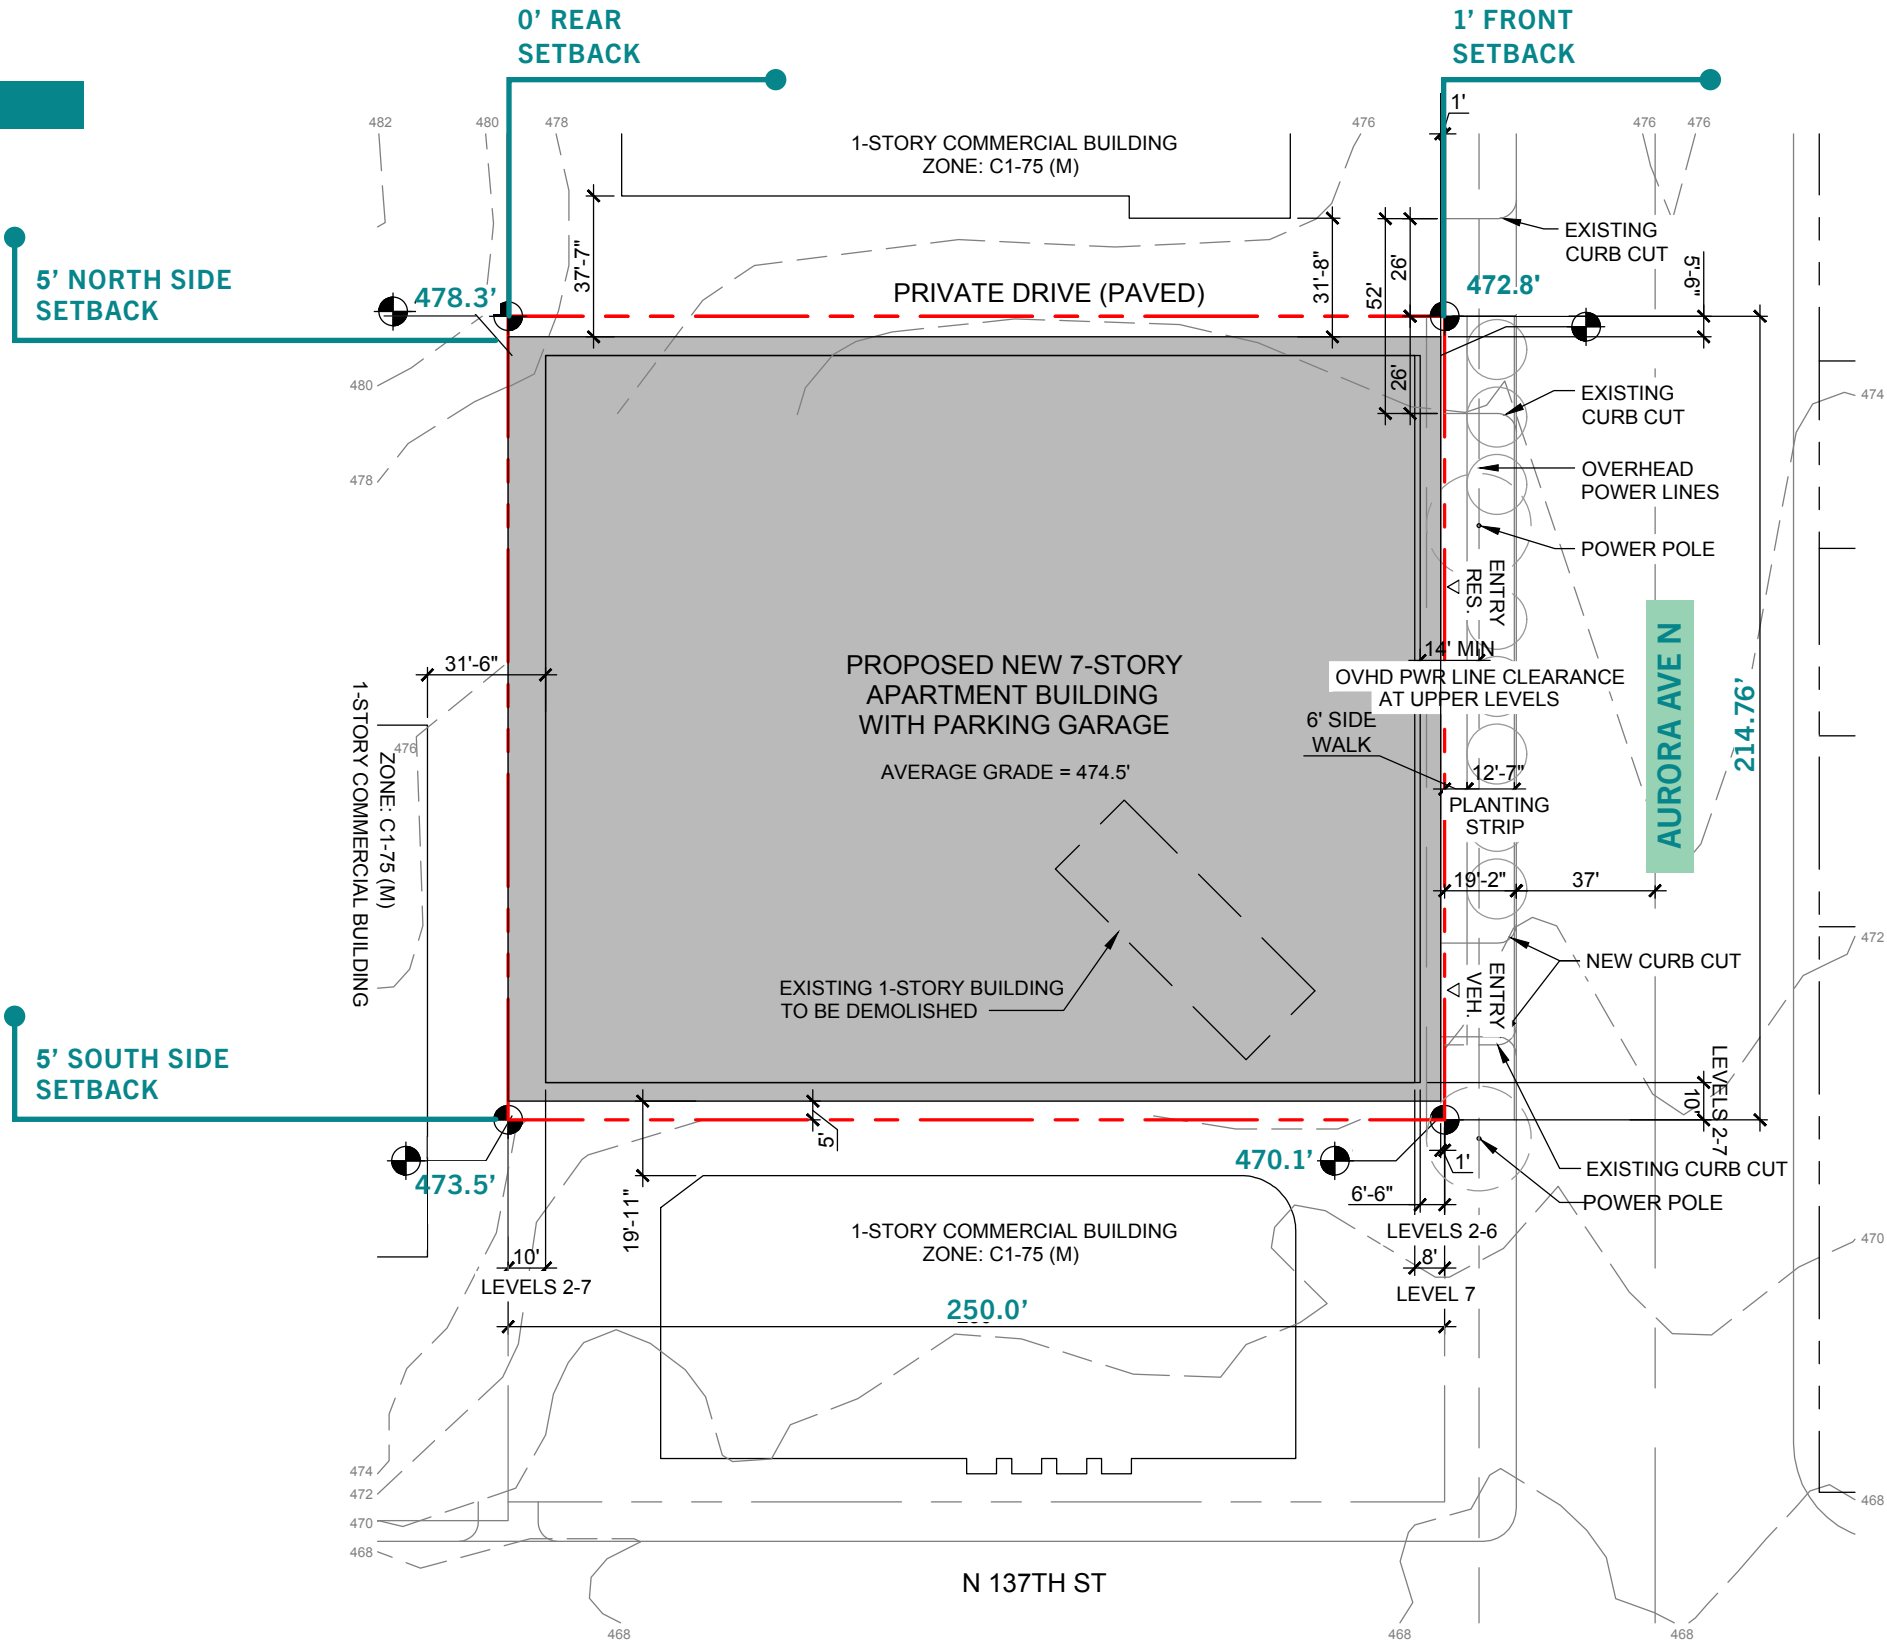 0’ REAR
SETBACK
1’ FRONT
SETBACK
1'
482
480
478
476
476
476
1-STORY COMMERCIAL BUILDING
ZONE: C1-75 (M)
EXISTING
CURB CUT
5’ NORTH SIDE
SETBACK
37'-7"
31'-8"
52'
26'
5'-6"
478.3’
472.8’
PRIVATE DRIVE (PAVED)
480
26'
EXISTING
CURB CUT
474
478
OVERHEAD
POWER LINES
POWER POLE
ENTRY
RES.
31'-6"
PROPOSED NEW 7-STORY
APARTMENT BUILDING
WITH PARKING GARAGE
AVERAGE GRADE = 474.5'
14' MIN
OVHD PWR LINE CLEARANCE
AT UPPER LEVELS
6' SIDE
WALK
12'-7"
PLANTING
STRIP
AURORA AVE N
214.76’
476
ZONE: C1-75 (M)
1-STORY COMMERCIAL BUILDING
19'-2"
37'
472
NEW CURB CUT
ENTRY
VEH.
EXISTING 1-STORY BUILDING
TO BE DEMOLISHED
5’ SOUTH SIDE
SETBACK
LEVELS 2-7
10'
5'
473.5’
470.1’
1'
EXISTING CURB CUT
POWER POLE
19'-11"
6'-6"
LEVELS 2-6
1-STORY COMMERCIAL BUILDING
ZONE: C1-75 (M)
470
10'
LEVELS 2-7
8'
LEVEL 7
250.0’
474
472
470
468
468
N 137TH ST
468
468
468